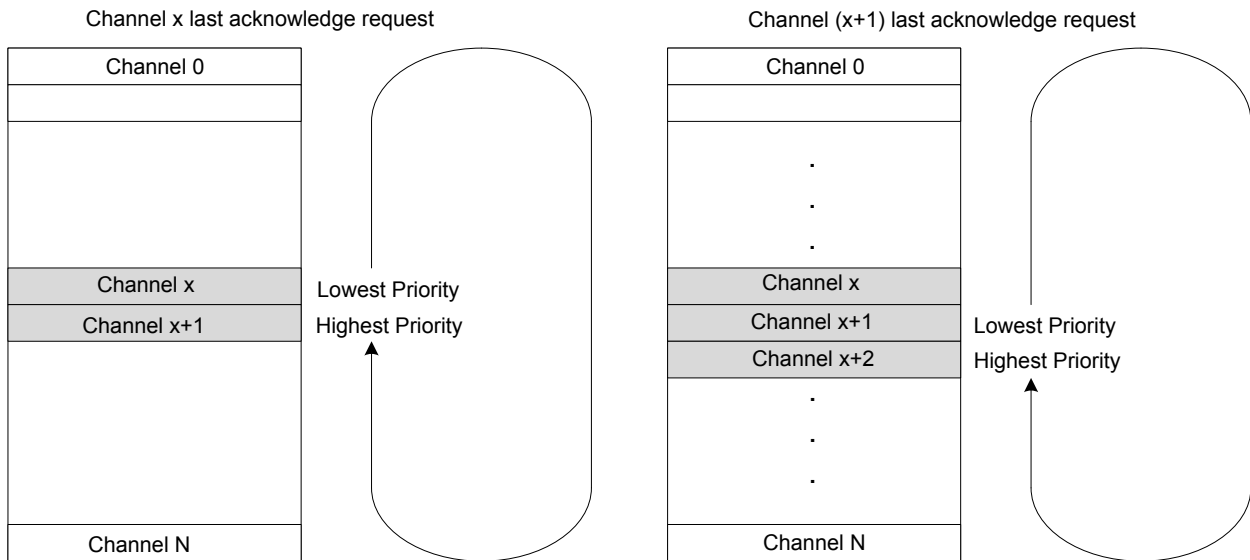 Channel x last acknowledge request
Channel 0
Channel x
Lowest Priority
Channel x+1
Highest Priority
Channel N
Channel (x+1) last acknowledge request
Channel 0
.
.
.
Channel x
Channel x+1
Lowest Priority
Channel x+2
Highest Priority
.
.
.
Channel N